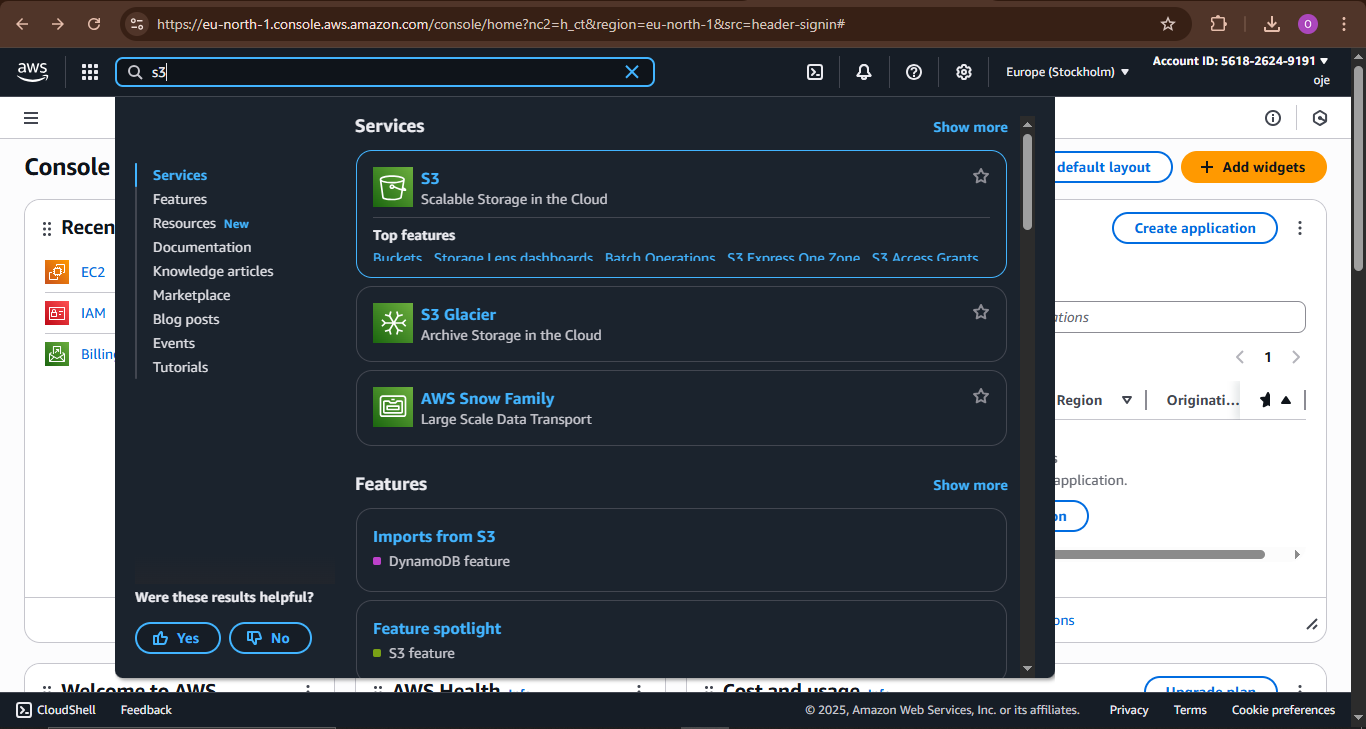 https://eu-north-1.console.aws.amazon.com/console/home?nc2=h_ct&region=eu-north-1&src=header-signin#
O
aws
s3
Europe (Stockholm)
Account ID: 5618-2624-9191
oje
Console
default layout
+ Add widgets
Services
Show more
Services
Features
Resources New
Documentation
Knowledge articles
Marketplace
Blog posts
Events
Tutorials
S3
Scalable Storage in the Cloud
Top features
Buckets Storage Lens dashboards Batch Operations S3 Express One Zone S3 Access Grants
S3 Glacier
Archive Storage in the Cloud
AWS Snow Family
Large Scale Data Transport
Features
Show more
Imports from S3
DynamoDB feature
Feature spotlight
S3 feature
Were these results helpful?
Yes
No
Recen
EC2
IAM
Billing
Create application
ations
1
Region
Originati...
s
application.
on
ons
Welcome to AWS
AWS Health
Cost and usage
Upgrade plan
CloudShell
Feedback
© 2025, Amazon Web Services, Inc. or its affiliates.
Privacy
Terms
Cookie preferences